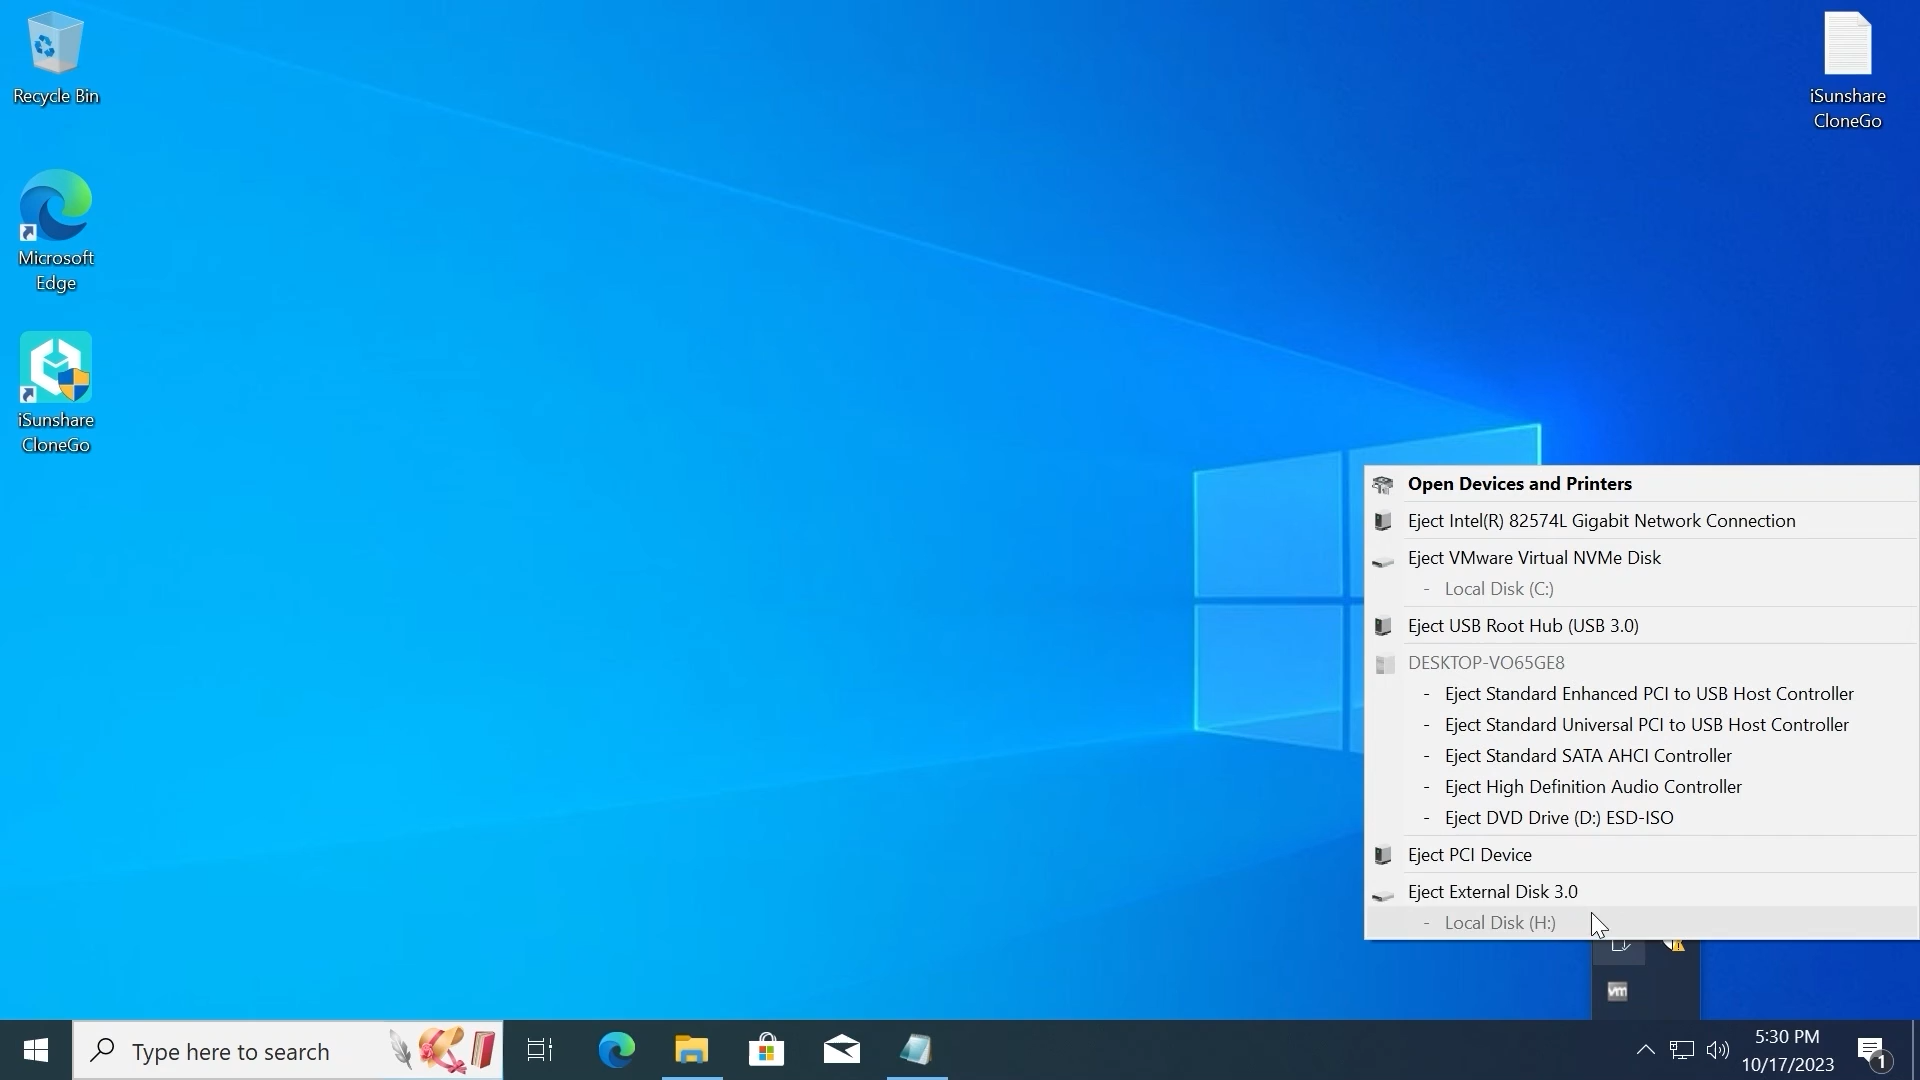 Recycle Bin
Microsoft
Edge
iSunshare
CloneGo
iSunshare
CloneGo
Open Devices and Printers
Eject Intel(R) 82574L Gigabit Network Connection
Eject VMware Virtual NVMe Disk
- Local Disk (C:)
Eject USB Root Hub (USB 3.0)
DESKTOP-VO65GE8
- Eject Standard Enhanced PCI to USB Host Controller
- Eject Standard Universal PCI to USB Host Controller
- Eject Standard SATA AHCI Controller
- Eject High Definition Audio Controller
- Eject DVD Drive (D:) ESD-ISO
Eject PCI Device
Eject External Disk 3.0
- Local Disk (H:)
vm
Type here to search
5:30 PM
10/17/2023
1